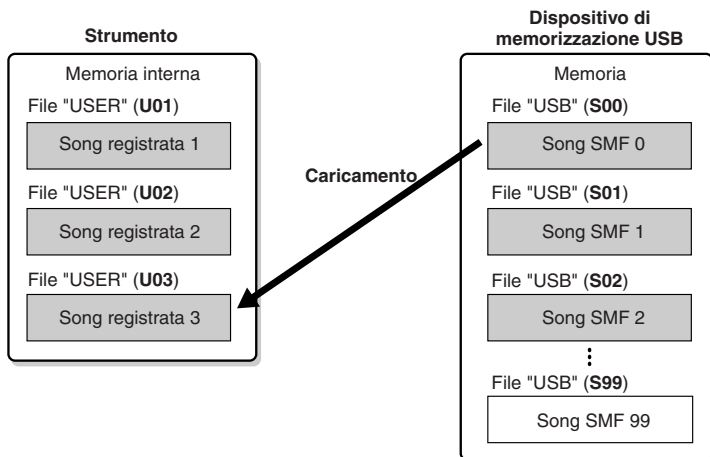 Strumento
Memoria interna
File "USER" (U01)
Song registrata 1
File "USER" (U02)
Song registrata 2
File "USER" (U03)
Song registrata 3
Caricamento
Dispositivo di
memorizzazione USB
Memoria
File "USB" (S00)
Song SMF 0
File "USB" (S01)
Song SMF 1
File "USB" (S02)
Song SMF 2
File "USB" (S99)
Song SMF 99